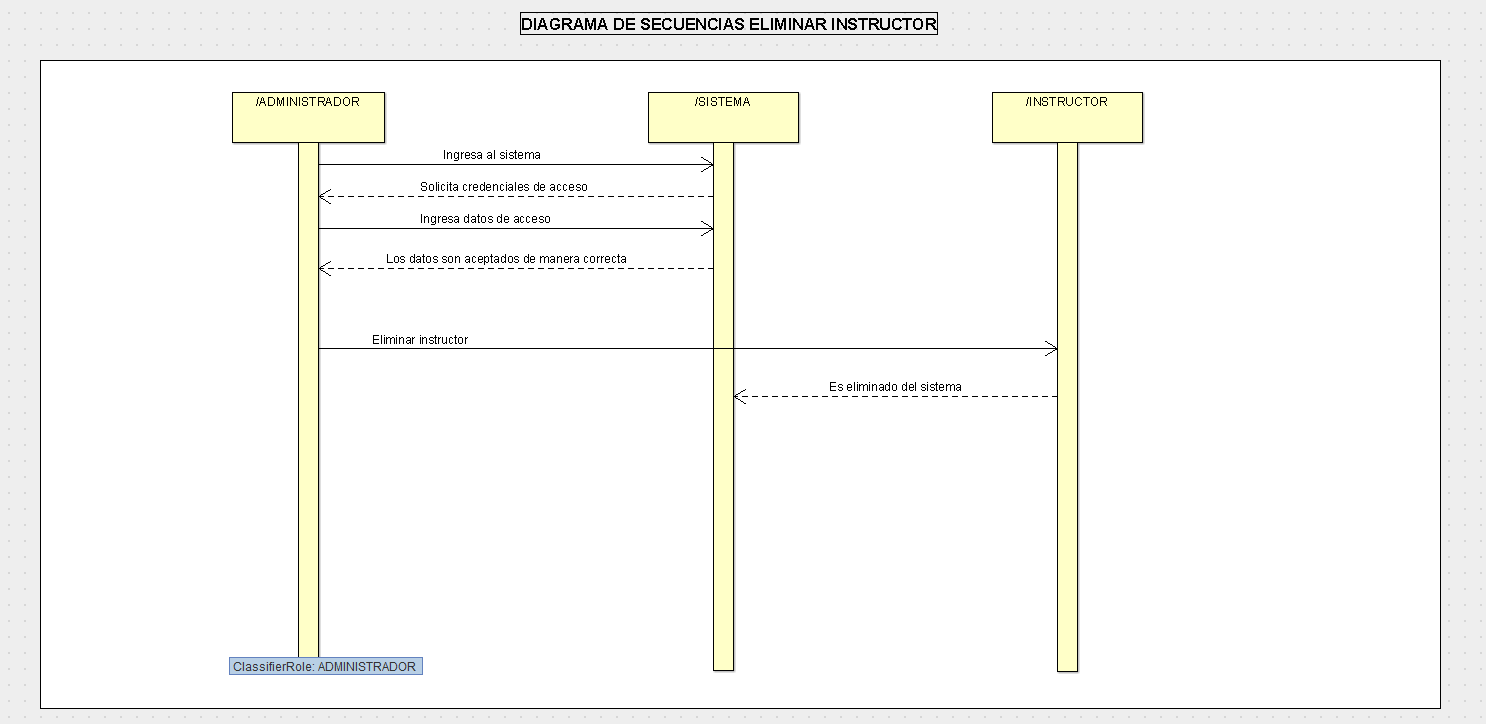 DIAGRAMA DE SECUENCIAS ELIMINAR INSTRUCTOR
/ADMINISTRADOR
/SISTEMA
/INSTRUCTOR
Ingresa al sistema
Solicita credenciales de acceso
Ingresa datos de acceso
Los datos son aceptados de manera correcta
Eliminar instructor
Es eliminado del sistema
ClassifierRole: ADMINISTRADOR